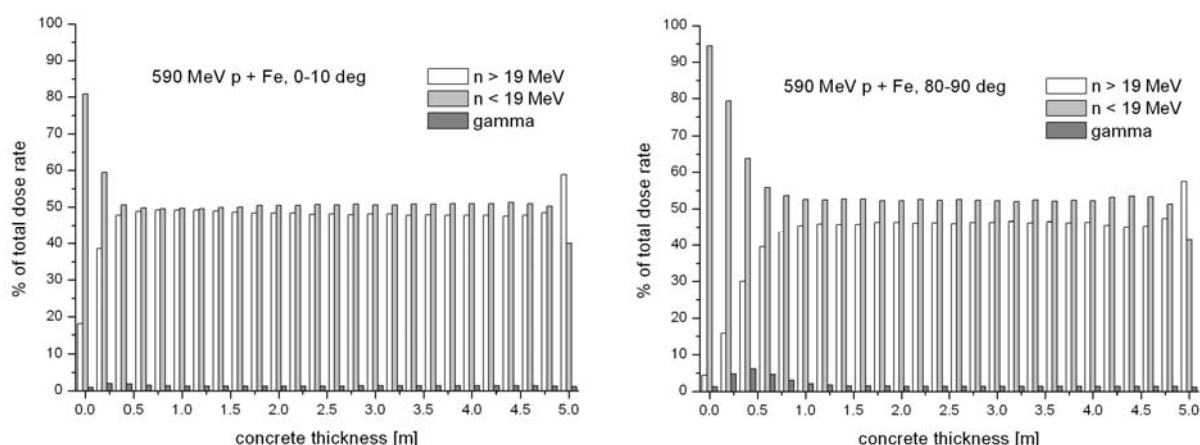 100
90
80
70
60
50
40
30
20
10
0
% of total dose rate
590 MeV p + Fe, 0-10 deg
n > 19 MeV
n < 19 MeV
gamma
0.0 0.5 1.0 1.5 2.0 2.5 3.0 3.5 4.0 4.5 5.0
concrete thickness [m]
100
90
80
70
60
50
40
30
20
10
0
% of total dose rate
590 MeV p + Fe, 80-90 deg
n > 19 MeV
n < 19 MeV
gamma
0.0 0.5 1.0 1.5 2.0 2.5 3.0 3.5 4.0 4.5 5.0
concrete thickness [m]